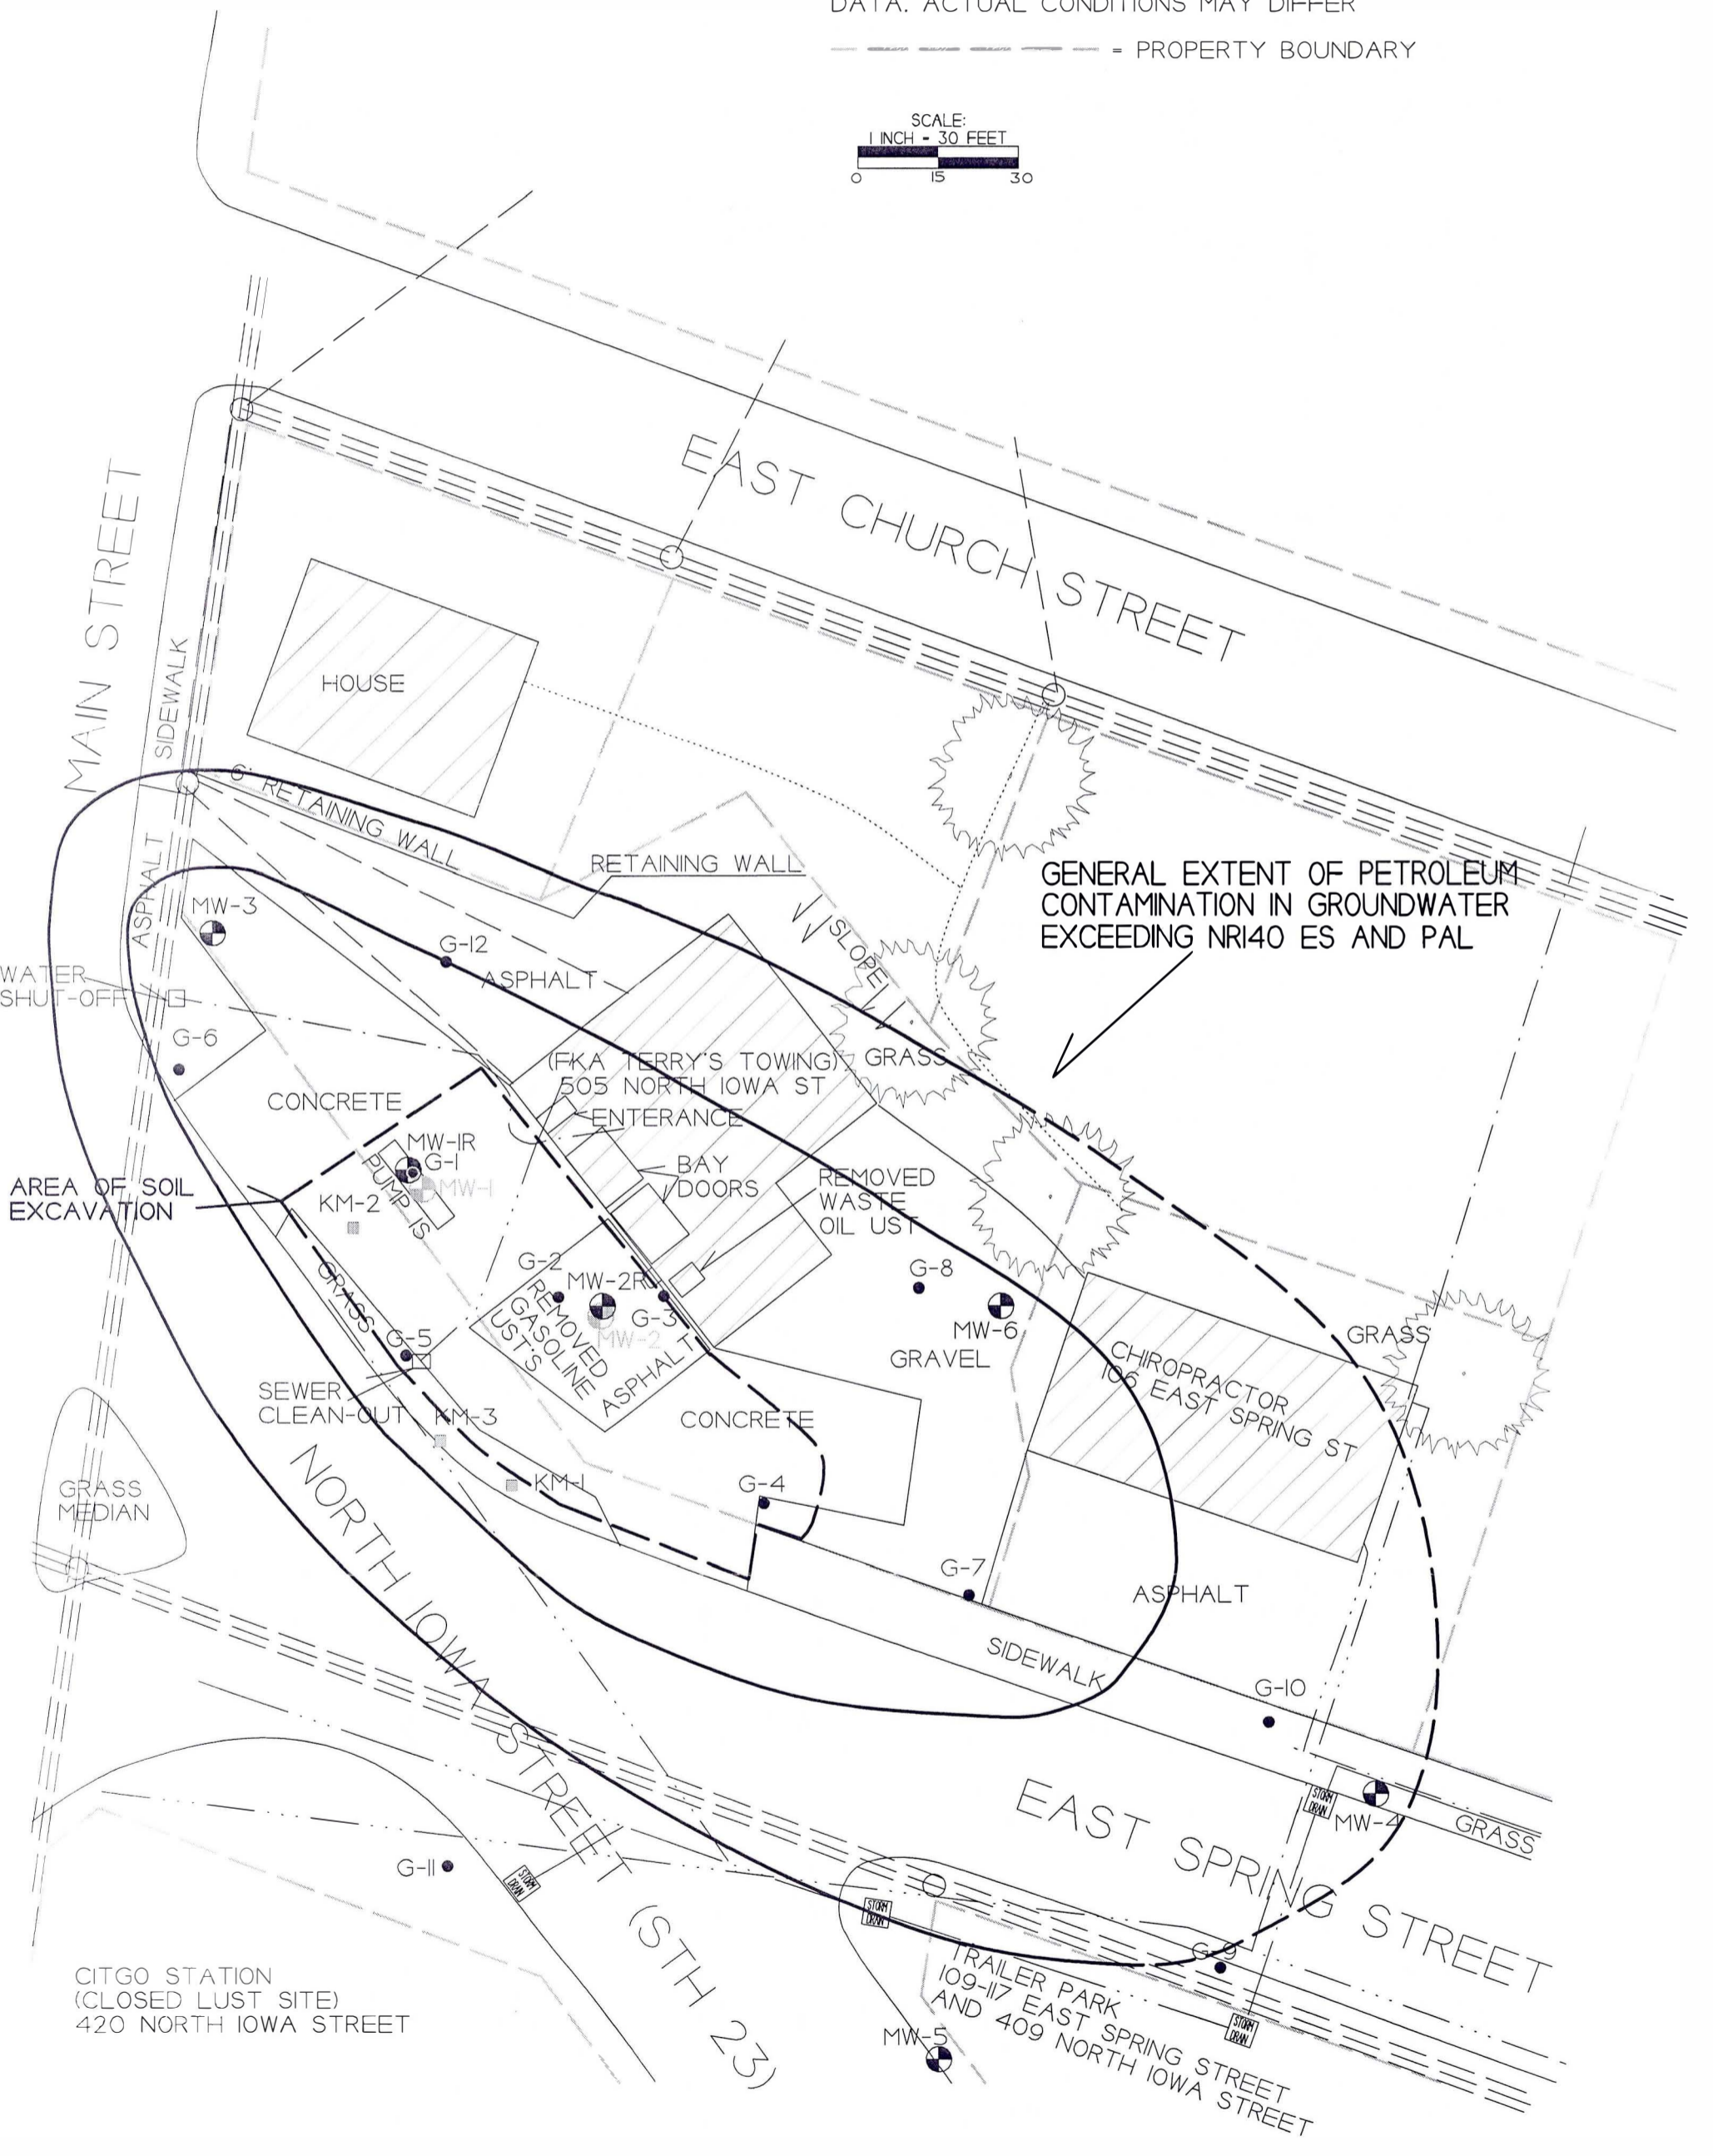 DATA. ACTUAL CONDITIONS MAY DIFFER
= PROPERTY BOUNDARY
SCALE:
1 INCH = 30 FEET
0 15 30
EAST CHURCH STREET
MAIN STREET
SIDEWALK
HOUSE
6' RETAINING WALL
RETAINING WALL
GENERAL EXTENT OF PETROLEUM
CONTAMINATION IN GROUNDWATER
EXCEEDING NR140 ES AND PAL
ASPHALT
MW-3
G-12
ASPHALT
SLOPE
WATER
SHUT-OFF
G-6
(FKA TERRY'S TOWING)
505 NORTH IOWA ST
GRASS
CONCRETE
ENTERANCE
MW-1R
G-1
MW-1
PUMP IS
BAY
DOORS
REMOVED
WASTE
OIL UST
AREA OF SOIL
EXCAVATION
KM-2
GRASS
G-2
MW-2R
G-3
MW-2
REMOVED
GASOLINE
UST'S
ASPHALT
G-8
MW-6
GRAVEL
GRASS
CHIROPRACTOR
106 EAST SPRING ST
G-5
SEWER
CLEAN-OUT
KM-3
CONCRETE
KM-1
G-4
GRASS
MEDIAN
NORTH IOWA STREET (STH 23)
G-7
ASPHALT
SIDEWALK
G-10
STORM
DRAN
MW-4
GRASS
EAST SPRING STREET
G-11
STORM
DRAN
STORM
DRAN
G-9
TRAILER PARK
109-117 EAST SPRING STREET
AND 409 NORTH IOWA STREET
STORM
DRAN
MW-5
CITGO STATION
(CLOSED LUST SITE)
420 NORTH IOWA STREET